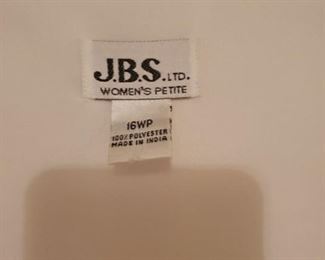 J.B.S. LTD.
WOMEN'S PETITE
16WP
100% POLYESTER
MADE IN INDIA